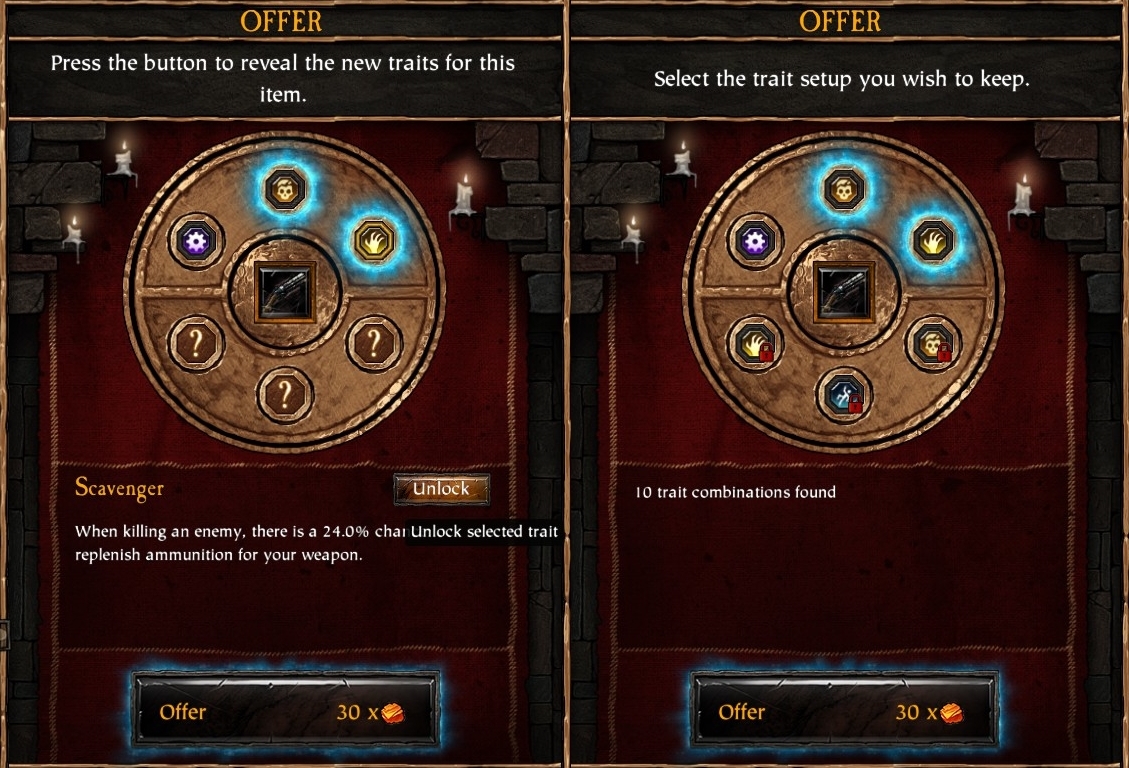 OFFER
Press the button to reveal the new traits for this
item.
?
?
?
Scavenger
Unlock
When killing an enemy, there is a 24.0% char
Unlock selected trait
replenish ammunition for your weapon.
Offer 30 x
OFFER
Select the trait setup you wish to keep.
10 trait combinations found
Offer 30 x